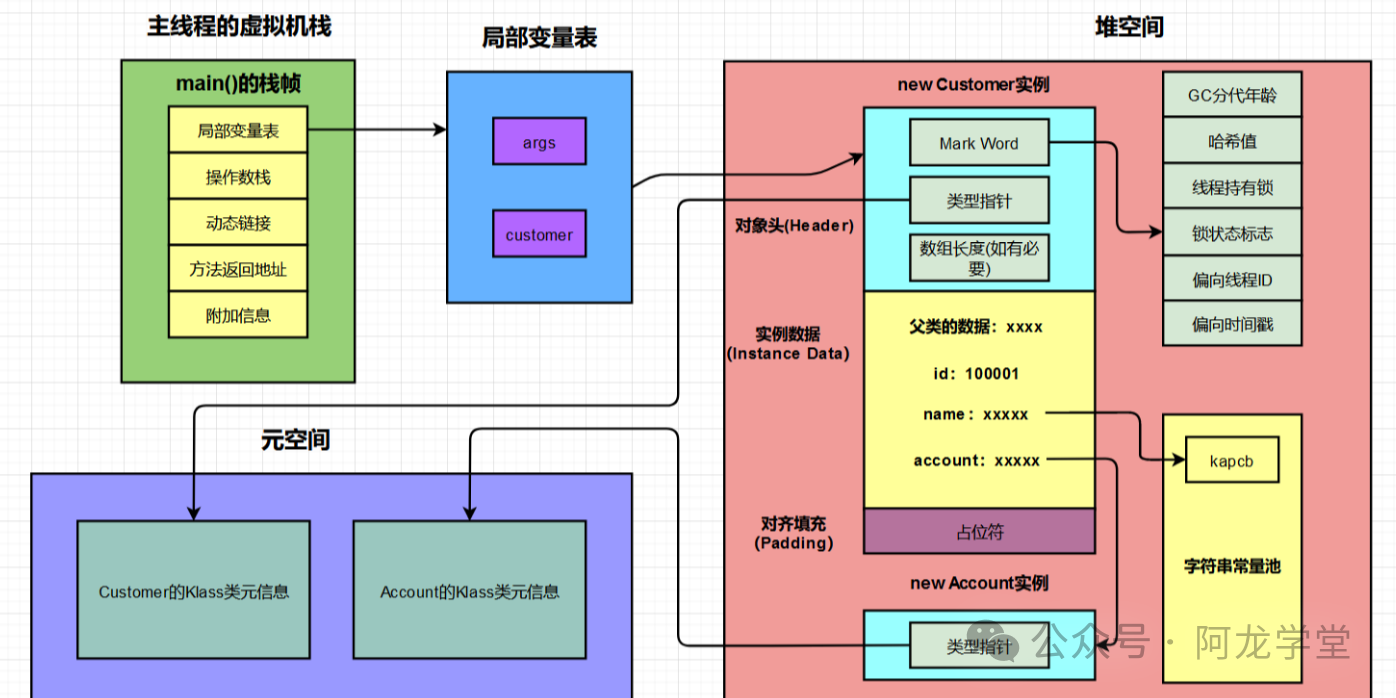 主线程的虚拟机栈
main()的栈帧
局部变量表
操作数栈
动态链接
方法返回地址
附加信息
局部变量表
args
customer
堆空间
new Customer实例
对象头(Header)
Mark Word
类型指针
数组长度(如有必
要)
GC分代年龄
哈希值
线程持有锁
锁状态标志
偏向线程ID
偏向时间戳
实例数据
(Instance Data)
父类的数据：xxxx
id：100001
name：xxxxx
account：xxxxx
对齐填充
(Padding)
占位符
kapcb
字符串常量池
new Account实例
类型指针
元空间
Customer的Klass类元信息
Account的Klass类元信息
公众号 · 阿龙学堂